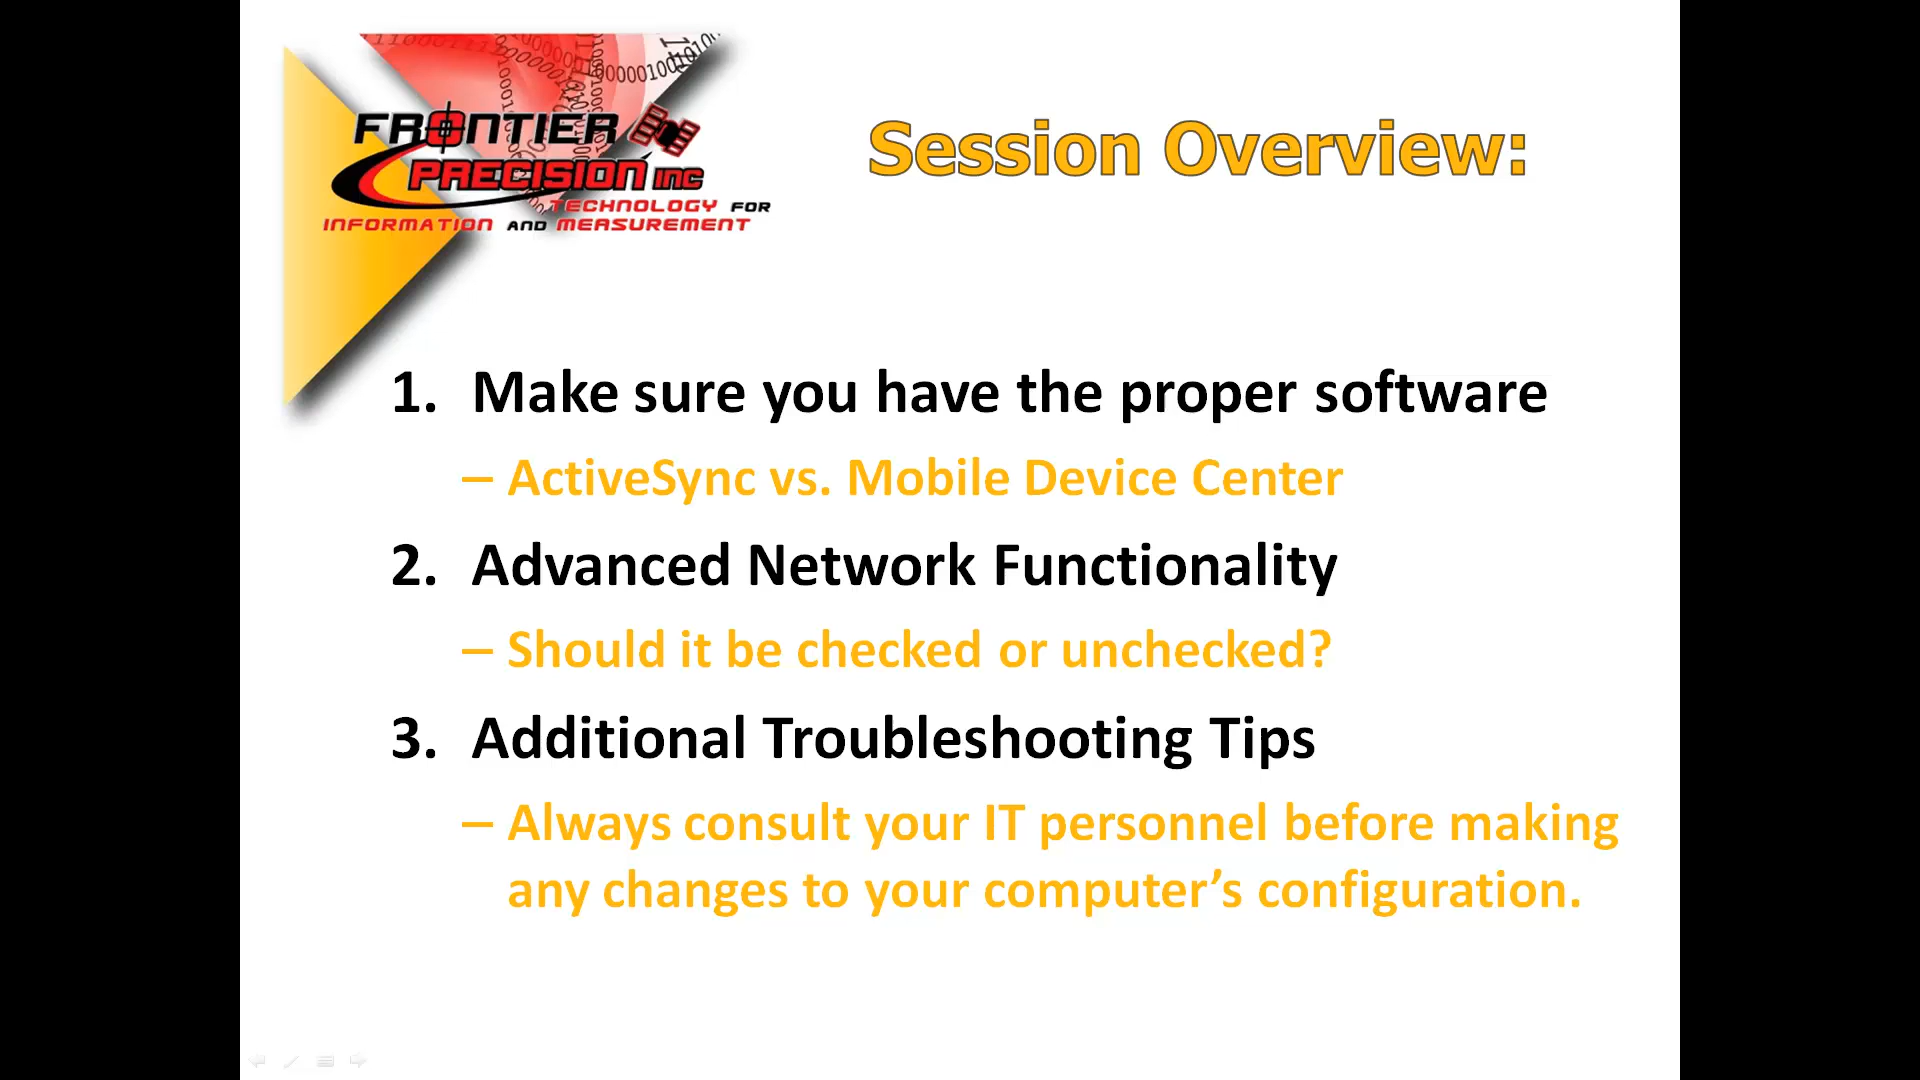 FRONTIER
PRECISION INC
TECHNOLOGY FOR
INFORMATION AND MEASUREMENT
Session Overview:
1. Make sure you have the proper software
– ActiveSync vs. Mobile Device Center
2. Advanced Network Functionality
– Should it be checked or unchecked?
3. Additional Troubleshooting Tips
– Always consult your IT personnel before making
any changes to your computer’s configuration.